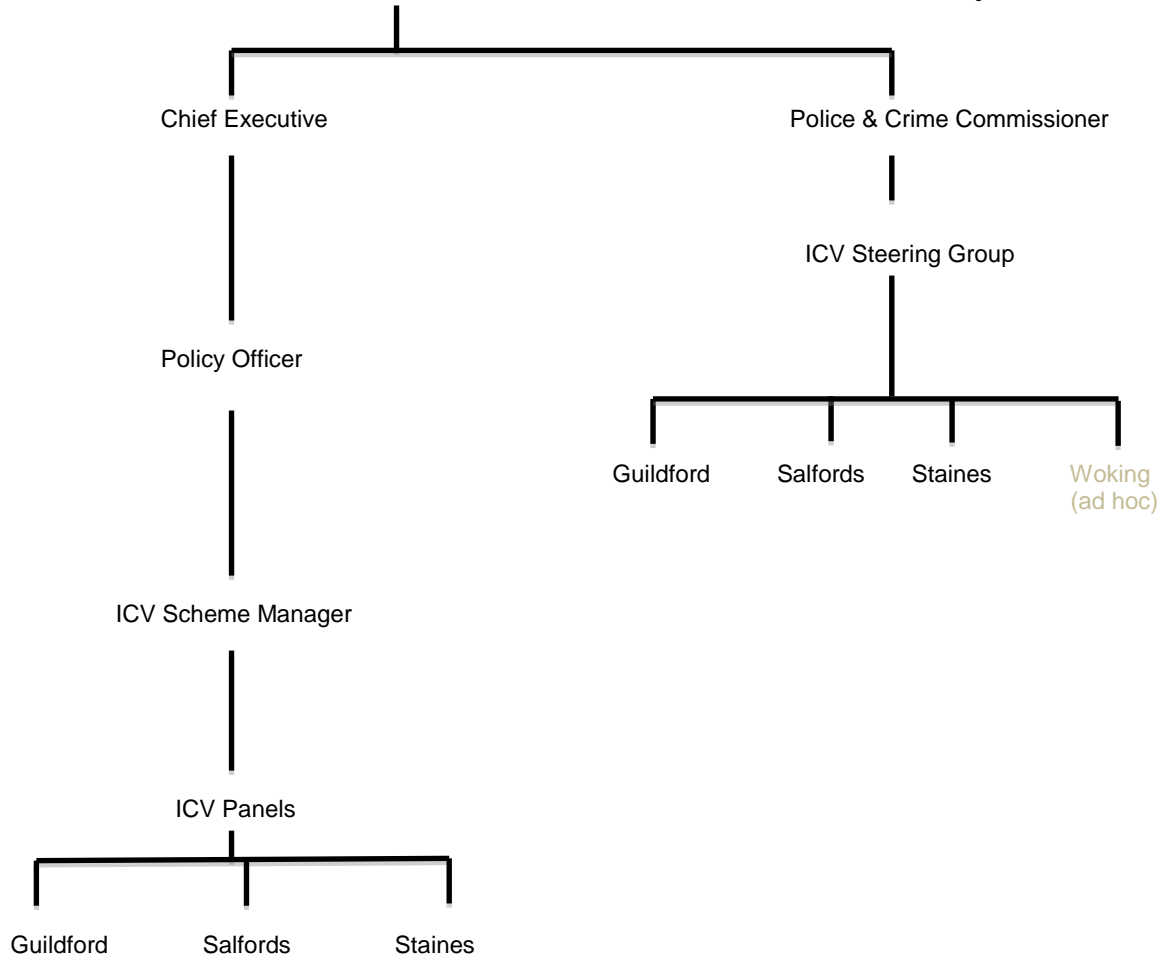 Chief Executive
Police & Crime Commissioner
ICV Steering Group
Policy Officer
Guildford
Salfords
Staines
Woking
(ad hoc)
ICV Scheme Manager
ICV Panels
Guildford
Salfords
Staines